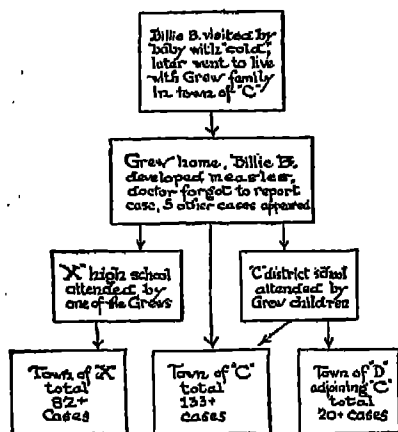 Billie B. visited by
baby with "cold",
later went to live
with Grew family
in town of "C"
Grew home, Billie B.
developed measles,
doctor forgot to report
case, 5 other cases appeared
"X" high school
attended by
one of the Grews
"C" district school
attended by
Grew children
Town of "X"
total
82+
Cases
Town of "C"
total
133+
cases
Town of "D"
adjoining "C"
total
20+ cases